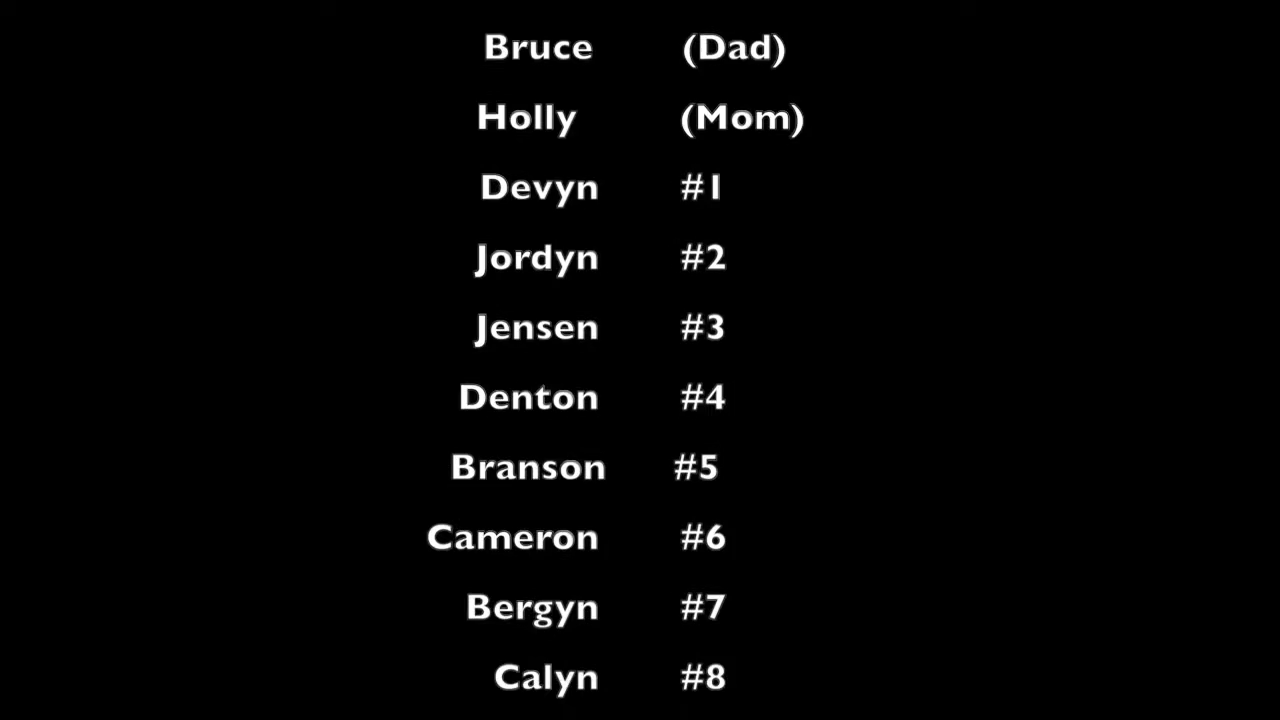 Bruce (Dad)
Holly (Mom)
Devyn #1
Jordyn #2
Jensen #3
Denton #4
Branson #5
Cameron #6
Bergyn #7
Calyn #8